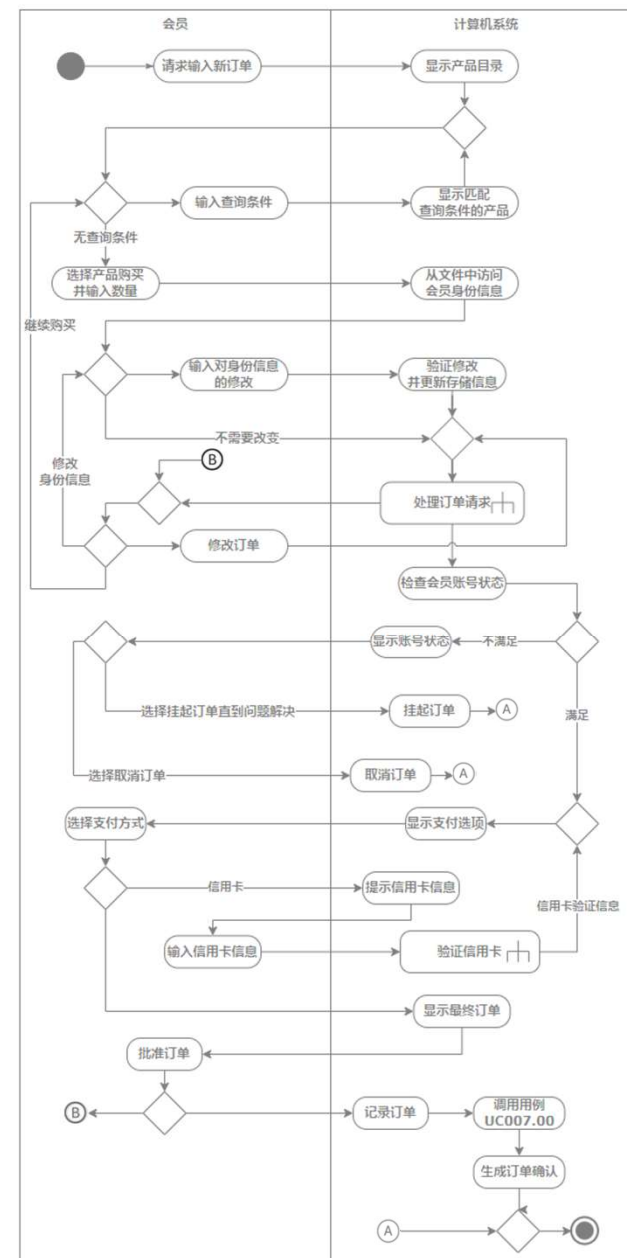 会员
计算机系统
请求输入新订单
显示产品目录
输入查询条件
显示匹配
查询条件的产品
无查询条件
选择产品购买
并输入数量
从文件中访问
会员身份信息
继续购买
输入对身份信息
的修改
验证修改
并更新存储信息
不需要改变
B
修改
身份信息
处理订单请求
修改订单
检查会员账号状态
显示账号状态
不满足
选择挂起订单直到问题解决
挂起订单
A
满足
选择取消订单
取消订单
A
选择支付方式
显示支付选项
信用卡
提示信用卡信息
信用卡验证信息
输入信用卡信息
验证信用卡
显示最终订单
批准订单
B
记录订单
调用用例
UC007.00
生成订单确认
A